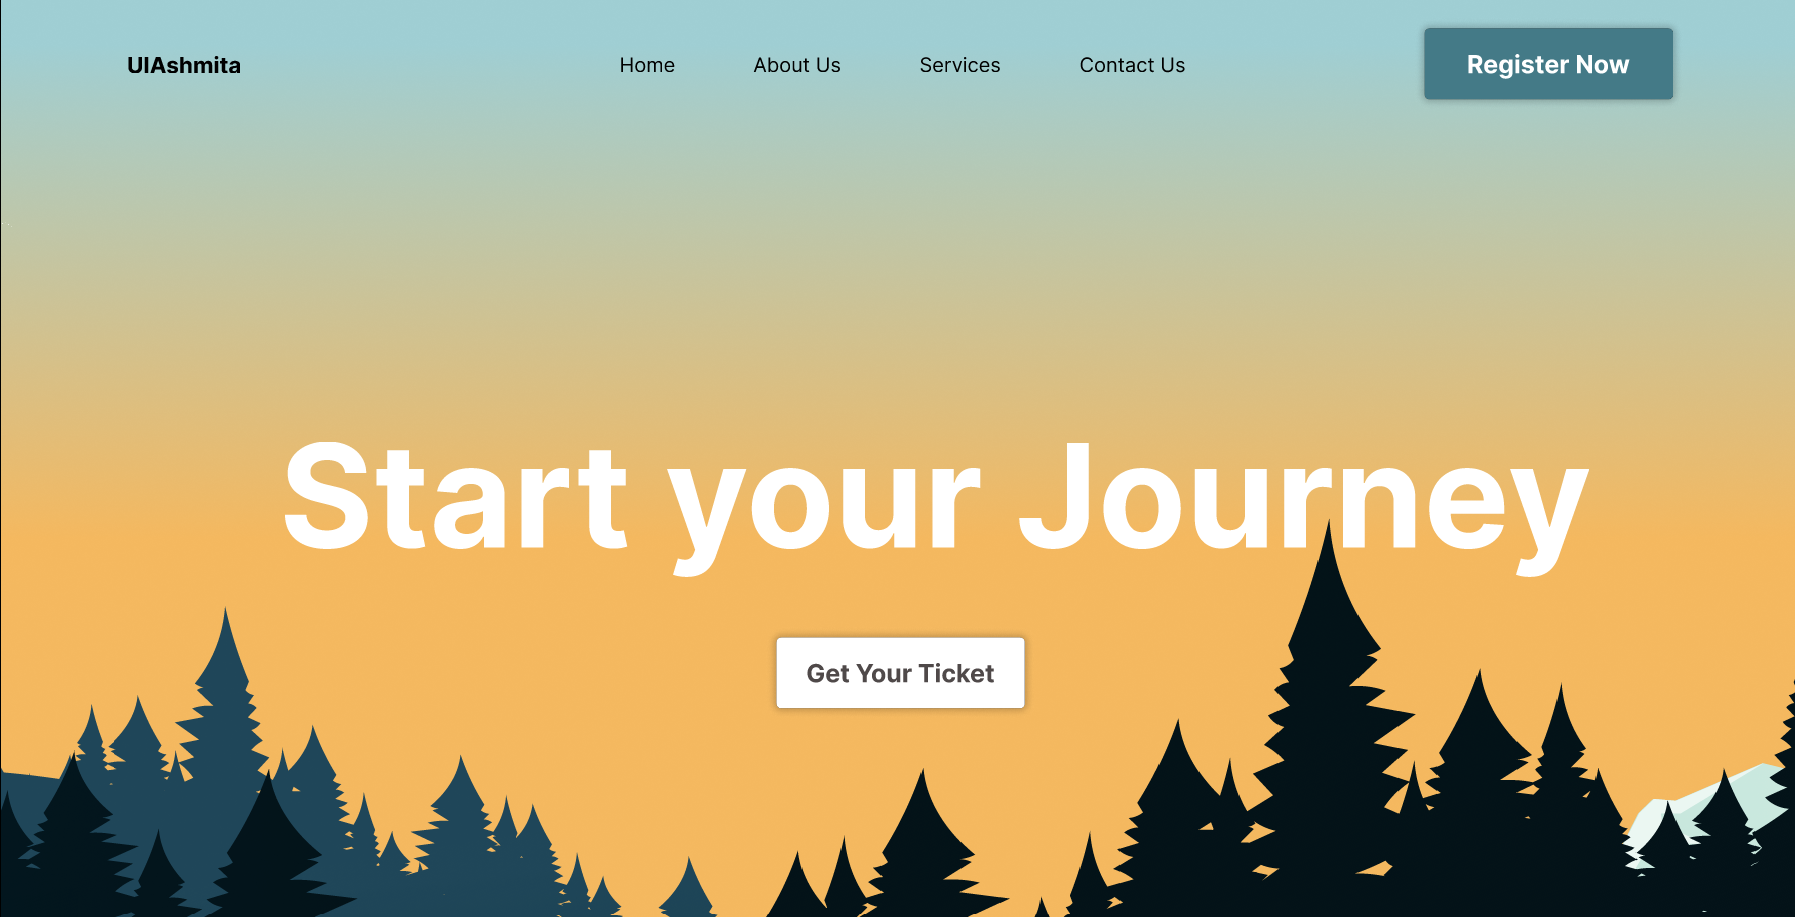 UIAshmita
Home
About Us
Services
Contact Us
Register Now
Start your Journey
Get Your Ticket